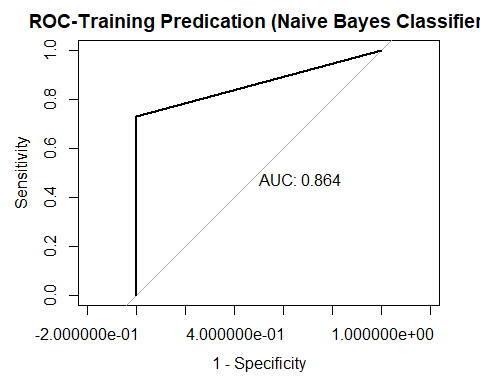 ROC-Training Predication (Naive Bayes Classifier
1.0
0.8
0.6
0.4
0.2
0.0
Sensitivity
AUC: 0.864
-2.000000e-01 4.000000e-01 1.000000e+00
1 - Specificity